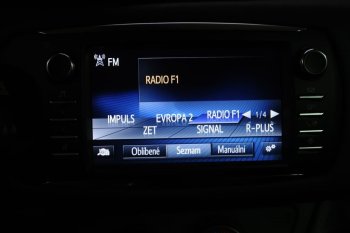 FM
RADIO F1
IMPULS EVROPA 2 RADIO F1 1/4
ZET SIGNAL R-PLUS
Oblíbené Seznam Manuální